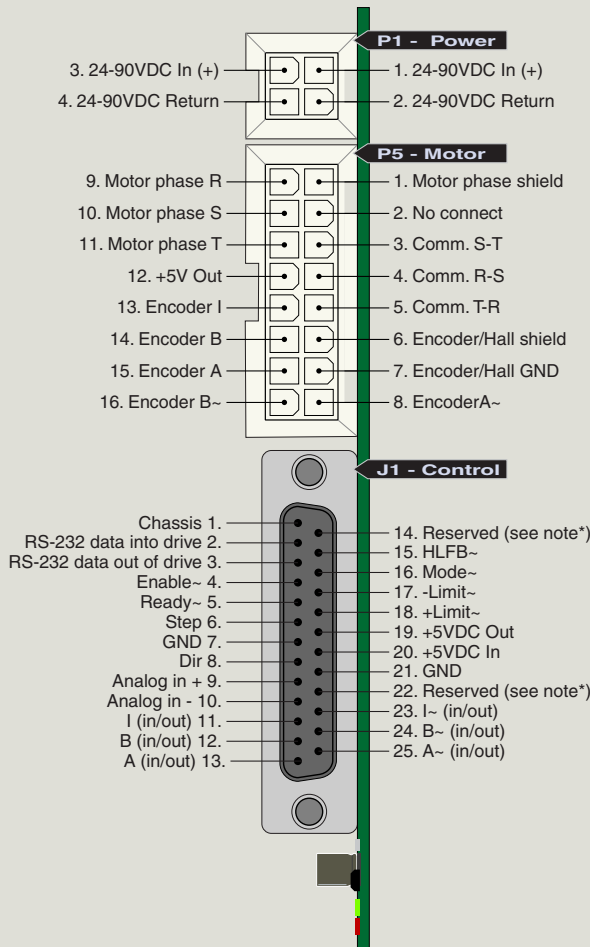 P1 - Power
3. 24-90VDC In (+)
1. 24-90VDC In (+)
4. 24-90VDC Return
2. 24-90VDC Return
P5 - Motor
9. Motor phase R
1. Motor phase shield
10. Motor phase S
2. No connect
11. Motor phase T
3. Comm. S-T
12. +5V Out
4. Comm. R-S
13. Encoder I
5. Comm. T-R
14. Encoder B
6. Encoder/Hall shield
15. Encoder A
7. Encoder/Hall GND
16. Encoder B~
8. EncoderA~
J1 - Control
Chassis 1.
RS-232 data into drive 2.
RS-232 data out of drive 3.
Enable~ 4.
Ready~ 5.
Step 6.
GND 7.
Dir 8.
Analog in + 9.
Analog in - 10.
I (in/out) 11.
B (in/out) 12.
A (in/out) 13.
14. Reserved (see note*)
15. HLFB~
16. Mode~
17. -Limit~
18. +Limit~
19. +5VDC Out
20. +5VDC In
21. GND
22. Reserved (see note*)
23. I~ (in/out)
24. B~ (in/out)
25. A~ (in/out)